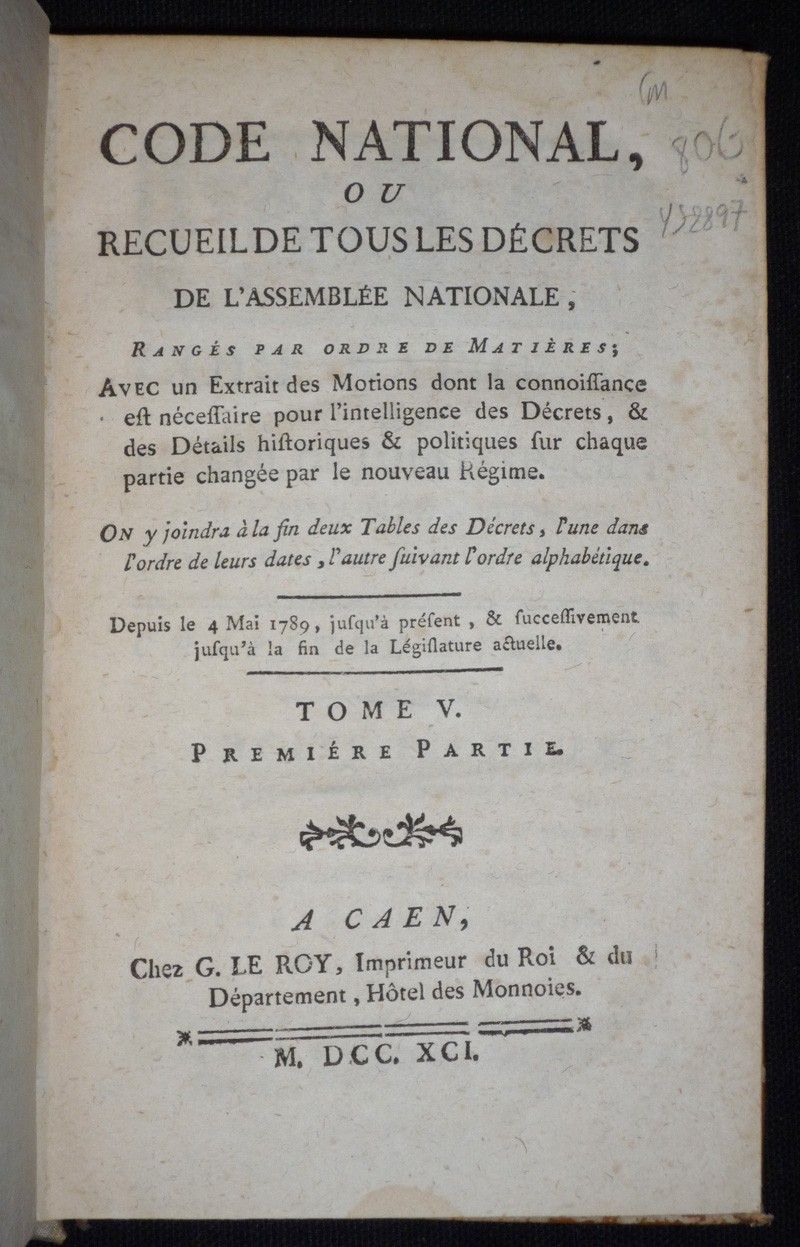 Gm
CODE NATIONAL,
806
OU
RECUEIL DE TOUS LES DÉCRETS
432897
DE L'ASSEMBLÉE NATIONALE,
RANGÉS PAR ORDRE DE MATIÈRES;
AVEC un Extrait des Motions dont la connoiſſance
eſt néceſſaire pour l'intelligence des Décrets, &
des Détails hiſtoriques & politiques ſur chaque
partie changée par le nouveau Régime.
ON y joindra à la fin deux Tables des Décrets, l'une dans
l'ordre de leurs dates, l'autre ſuivant l'ordre alphabétique.
Depuis le 4 Mai 1789, juſqu'à préſent, & ſucceſſivement
juſqu'à la fin de la Légiſlature actuelle.
TOME V.
PREMIÉRE PARTIE.
A CAEN,
Chez G. LE ROY, Imprimeur du Roi & du
Département, Hôtel des Monnoies.
M. DCC. XCI.